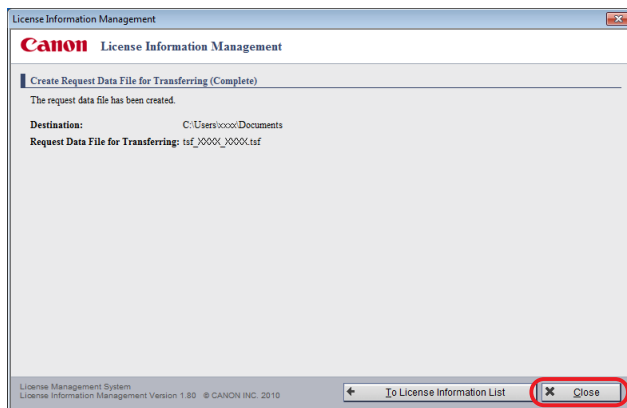 License Information Management
Canon License Information Management
Create Request Data File for Transferring (Complete)
The request data file has been created.
Destination: C:\Users\xxxx\Documents
Request Data File for Transferring: tsf_XXXX_XXXX.tsf
License Management System
License Information Management Version 1.80 © CANON INC. 2010
To License Information List
Close